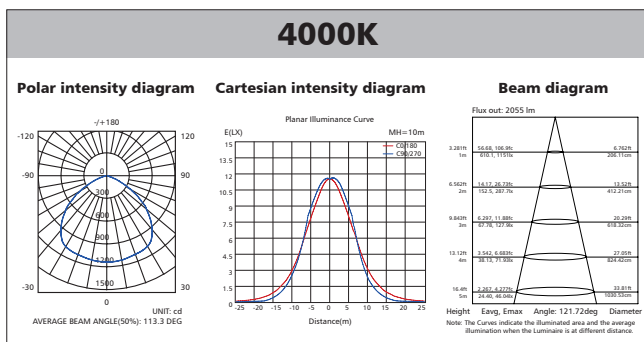 4000K
Polar intensity diagram
Cartesian intensity diagram
Beam diagram
-/+180
-120
120
-90
90
-30
30
0
0
300
600
900
1200
1500
UNIT: cd
AVERAGE BEAM ANGLE(50%): 113.3 DEG
Planar Illuminance Curve
E(LX)
MH=10m
C0/180
C90/270
15
13.5
12
10.5
9
7.5
6
4.5
3
1.5
0
-25 -20 -15 -10 -5 0 5 10 15 20 25
Distance(m)
Flux out: 2055 lm
3.281ft 56.68, 106.9fc 6.762ft
1m 610.1, 1151lx 206.11cm
6.562ft 14.17, 26.73fc 13.52ft
2m 152.5, 287.7lx 412.21cm
9.843ft 6.297, 11.88fc 20.29ft
3m 67.78, 127.9lx 618.32cm
13.12ft 3.542, 6.683fc 27.05ft
4m 38.13, 71.93lx 824.42cm
16.4ft 2.267, 4.277fc 33.81ft
5m 24.40, 46.04lx 1030.53cm
Height Eavg, Emax Angle: 121.72deg Diameter
Note: The Curves indicate the illuminated area and the average
illumination when the Luminaire is at different distance.